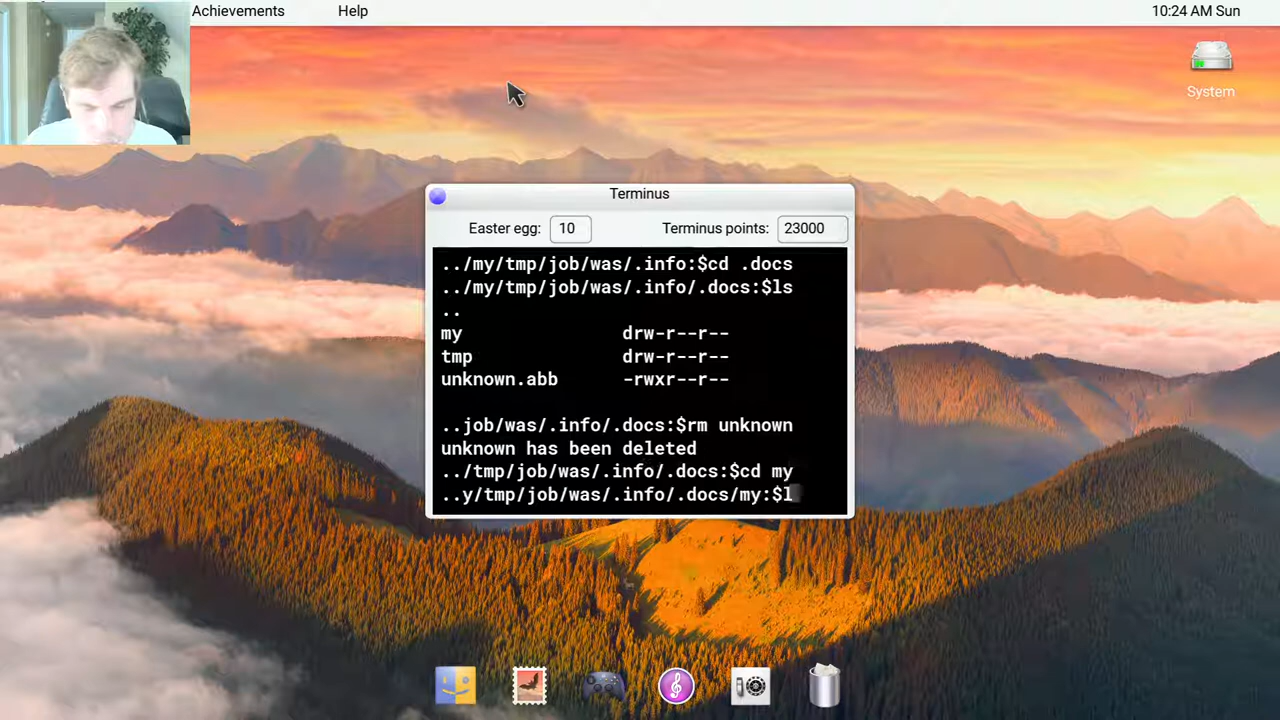 Achievements Help 10:24 AM Sun
System
Terminus
Easter egg: 10 Terminus points: 23000
../my/tmp/job/was/.info:$cd .docs
../my/tmp/job/was/.info/.docs:$ls
..
my drw-r--r--
tmp drw-r--r--
unknown.abb -rwxr--r--
..job/was/.info/.docs:$rm unknown
unknown has been deleted
../tmp/job/was/.info/.docs:$cd my
..y/tmp/job/was/.info/.docs/my:$l